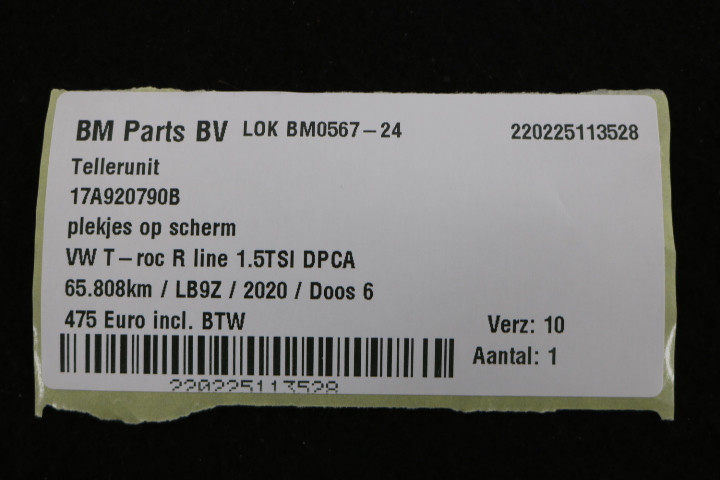 BM Parts BV LOK BM0567-24 220225113528
Tellerunit
17A920790B
plekjes op scherm
VW T-roc R line 1.5TSI DPCA
65.808km / LB9Z / 2020 / Doos 6
475 Euro incl. BTW Verz: 10
Aantal: 1
220225113528